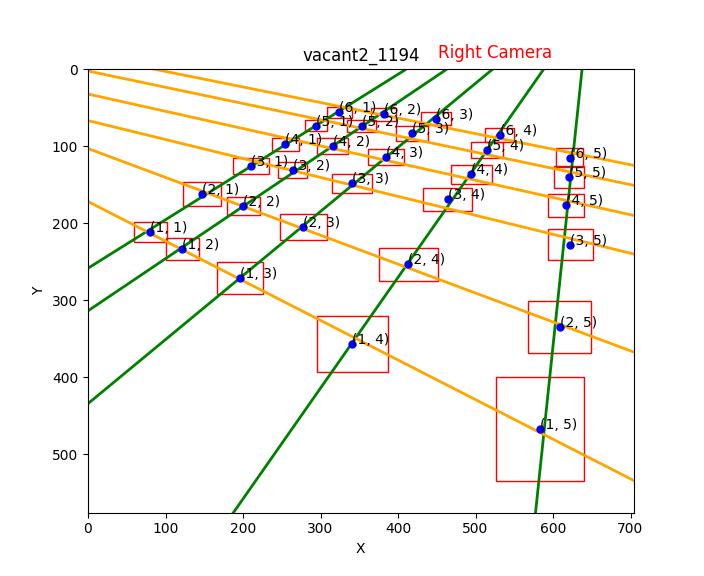 vacant2_1194 Right Camera
0
100
200
300
400
500
Y
(6, 1) (6, 2) (6, 3)
(5, 1) (5, 2) (5, 3) (6, 4)
(4, 1) (4, 2) (4, 3) (5, 4) (6, 5)
(3, 1) (3, 2) (3, 3) (4, 4) (5, 5)
(2, 1) (2, 2) (3, 4) (4, 5)
(1, 1) (2, 3) (3, 5)
(1, 2) (1, 3) (2, 4)
(1, 4) (2, 5)
(1, 5)
0 100 200 300 400 500 600 700
X